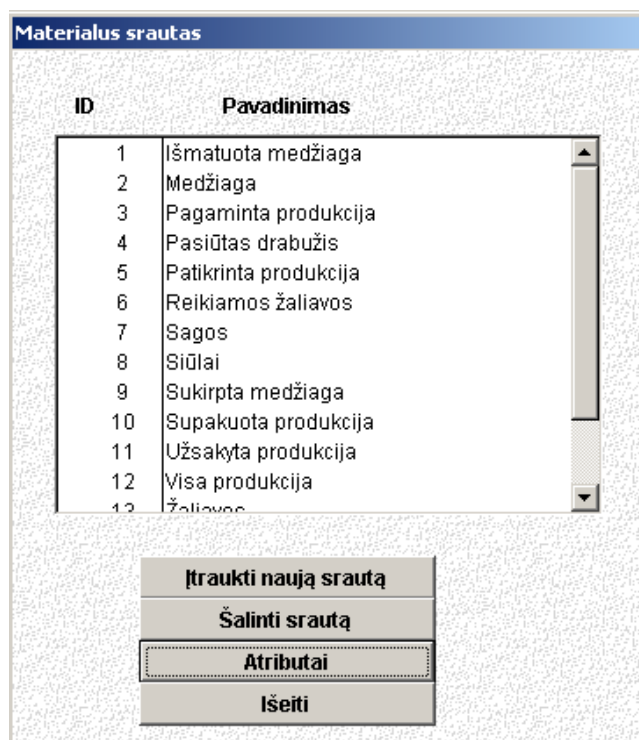 Materialus srautas
ID Pavadinimas
1 Išmatuota medžiaga
2 Medžiaga
3 Pagaminta produkcija
4 Pasiūtas drabužis
5 Patikrinta produkcija
6 Reikiamos žaliavos
7 Sagos
8 Siūlai
9 Sukirpta medžiaga
10 Supakuota produkcija
11 Užsakyta produkcija
12 Visa produkcija
13 Žaliavos
Įtraukti naują srautą
Šalinti srautą
Atributai
Išeiti